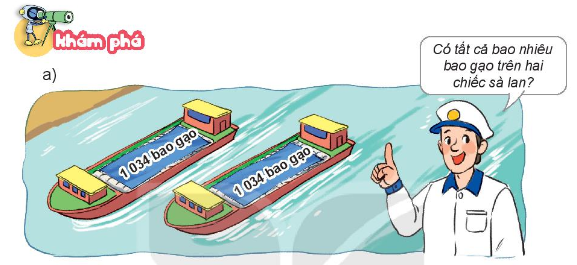 khám phá
Có tất cả bao nhiêu
bao gạo trên hai
chiếc sà lan?
a)
1 034 bao gạo
1 034 bao gạo